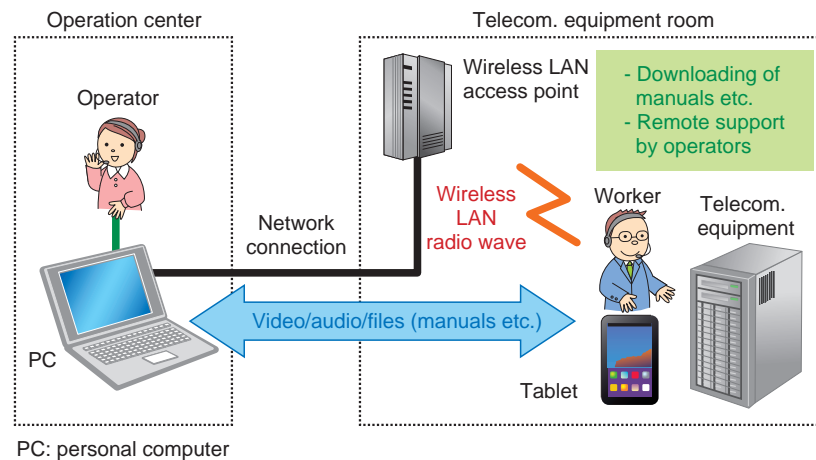 Operation center
Telecom. equipment room
Operator
Wireless LAN
access point
- Downloading of
manuals etc.
- Remote support
by operators
Wireless
LAN
radio wave
Worker
Telecom.
equipment
Network
connection
Video/audio/files (manuals etc.)
PC
Tablet
PC: personal computer